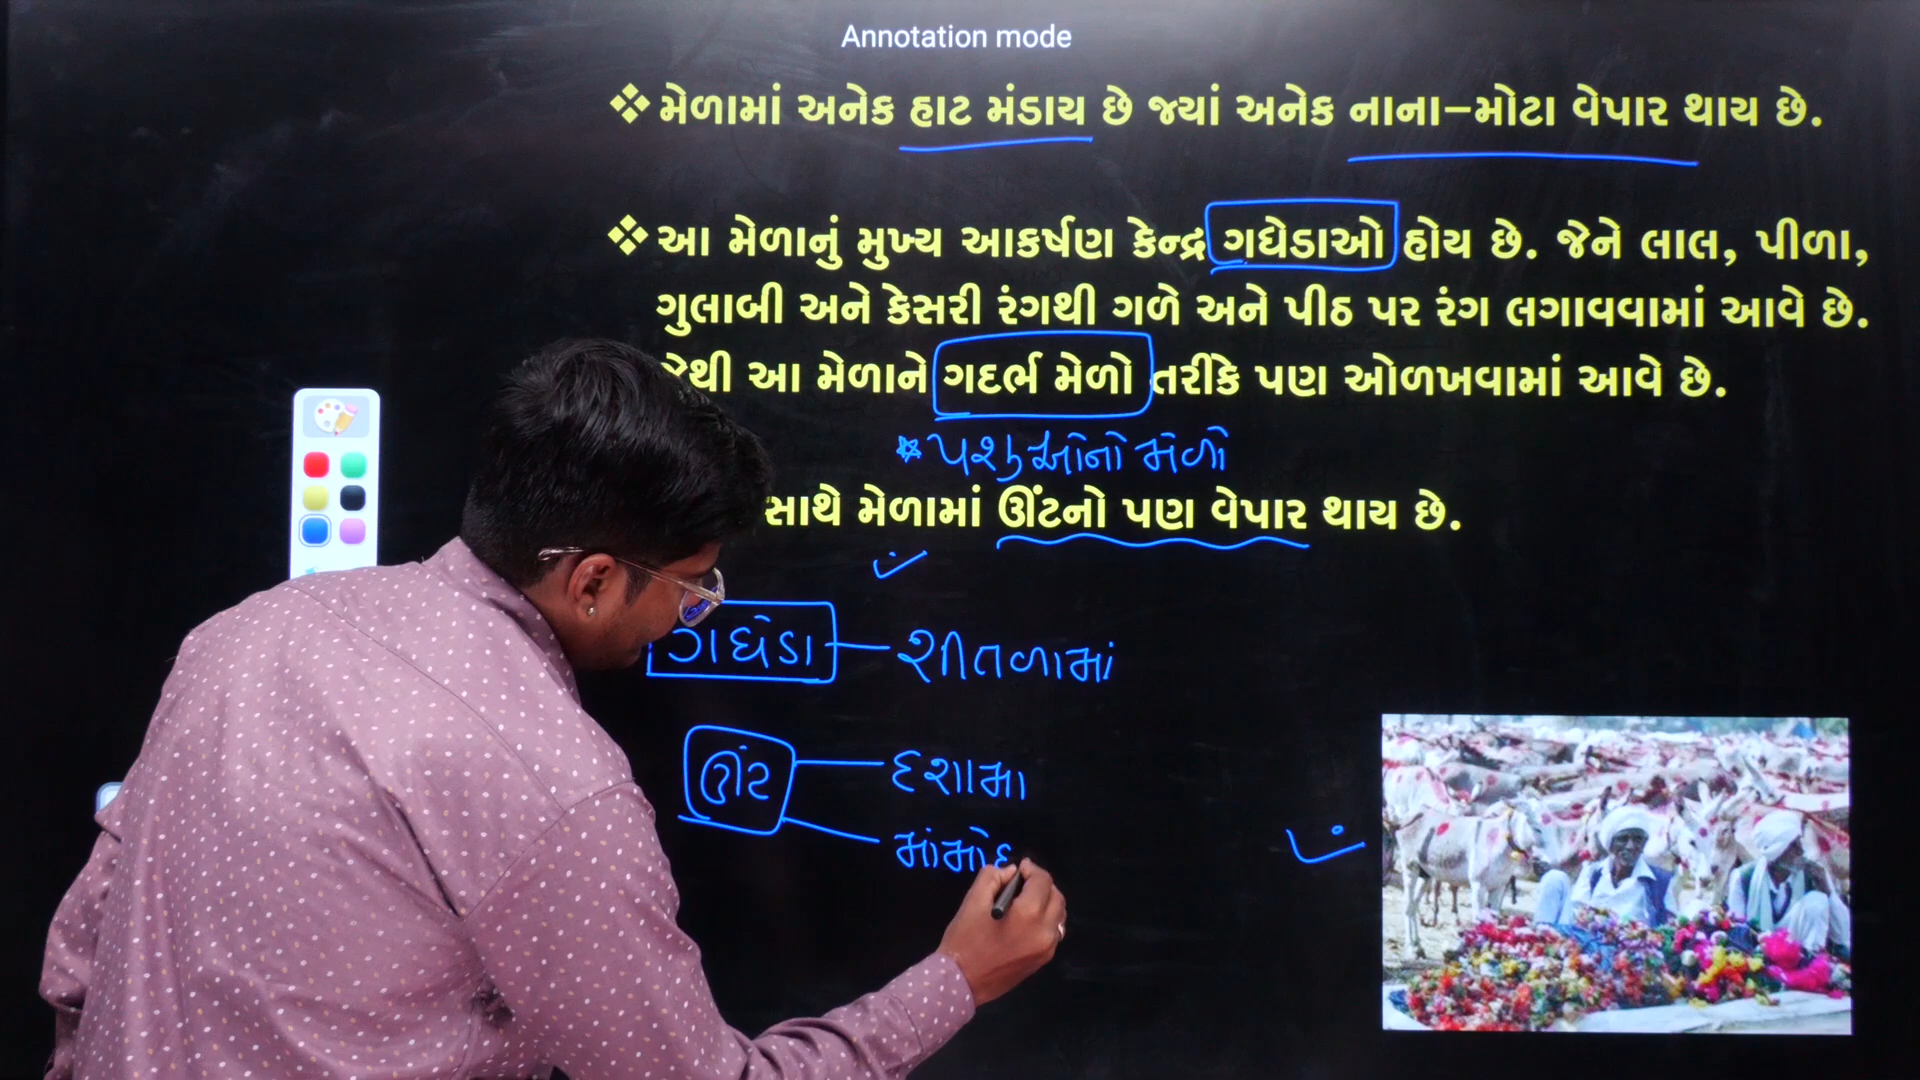 Annotation mode
❖ મેળામાં અનેક હાટ મંડાય છે જ્યાં અનેક નાના–મોટા વેપાર થાય છે.
❖ આ મેળાનું મુખ્ય આકર્ષણ કેન્દ્ર ગધેડાઓ હોય છે. જેને લાલ, પીળા,
ગુલાબી અને કેસરી રંગથી ગળે અને પીઠ પર રંગ લગાવવામાં આવે છે.
આ મેળાને ગદર્ભ મેળો તરીકે પણ ઓળખવામાં આવે છે.
* પશુઓનો મેળો
સાથે મેળામાં ઊંટનો પણ વેપાર થાય છે.
ગધેડા — શીતળામાં
ઊંટ — દશામા